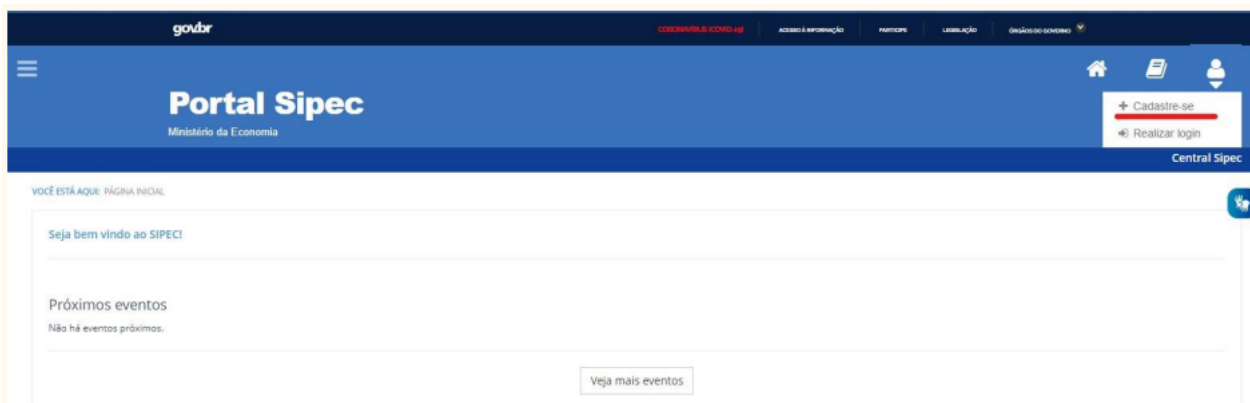 govbr
CORONAVÍRUS (COVID-19) ACESSO À INFORMAÇÃO PARTICIPE LEGISLAÇÃO ÓRGÃOS DO GOVERNO
Portal Sipec
Ministério da Economia
Cadastre-se
Realizar login
Central Sipec
VOCÊ ESTÁ AQUI: PÁGINA INICIAL
Seja bem vindo ao SIPEC!
Próximos eventos
Não há eventos próximos.
Veja mais eventos